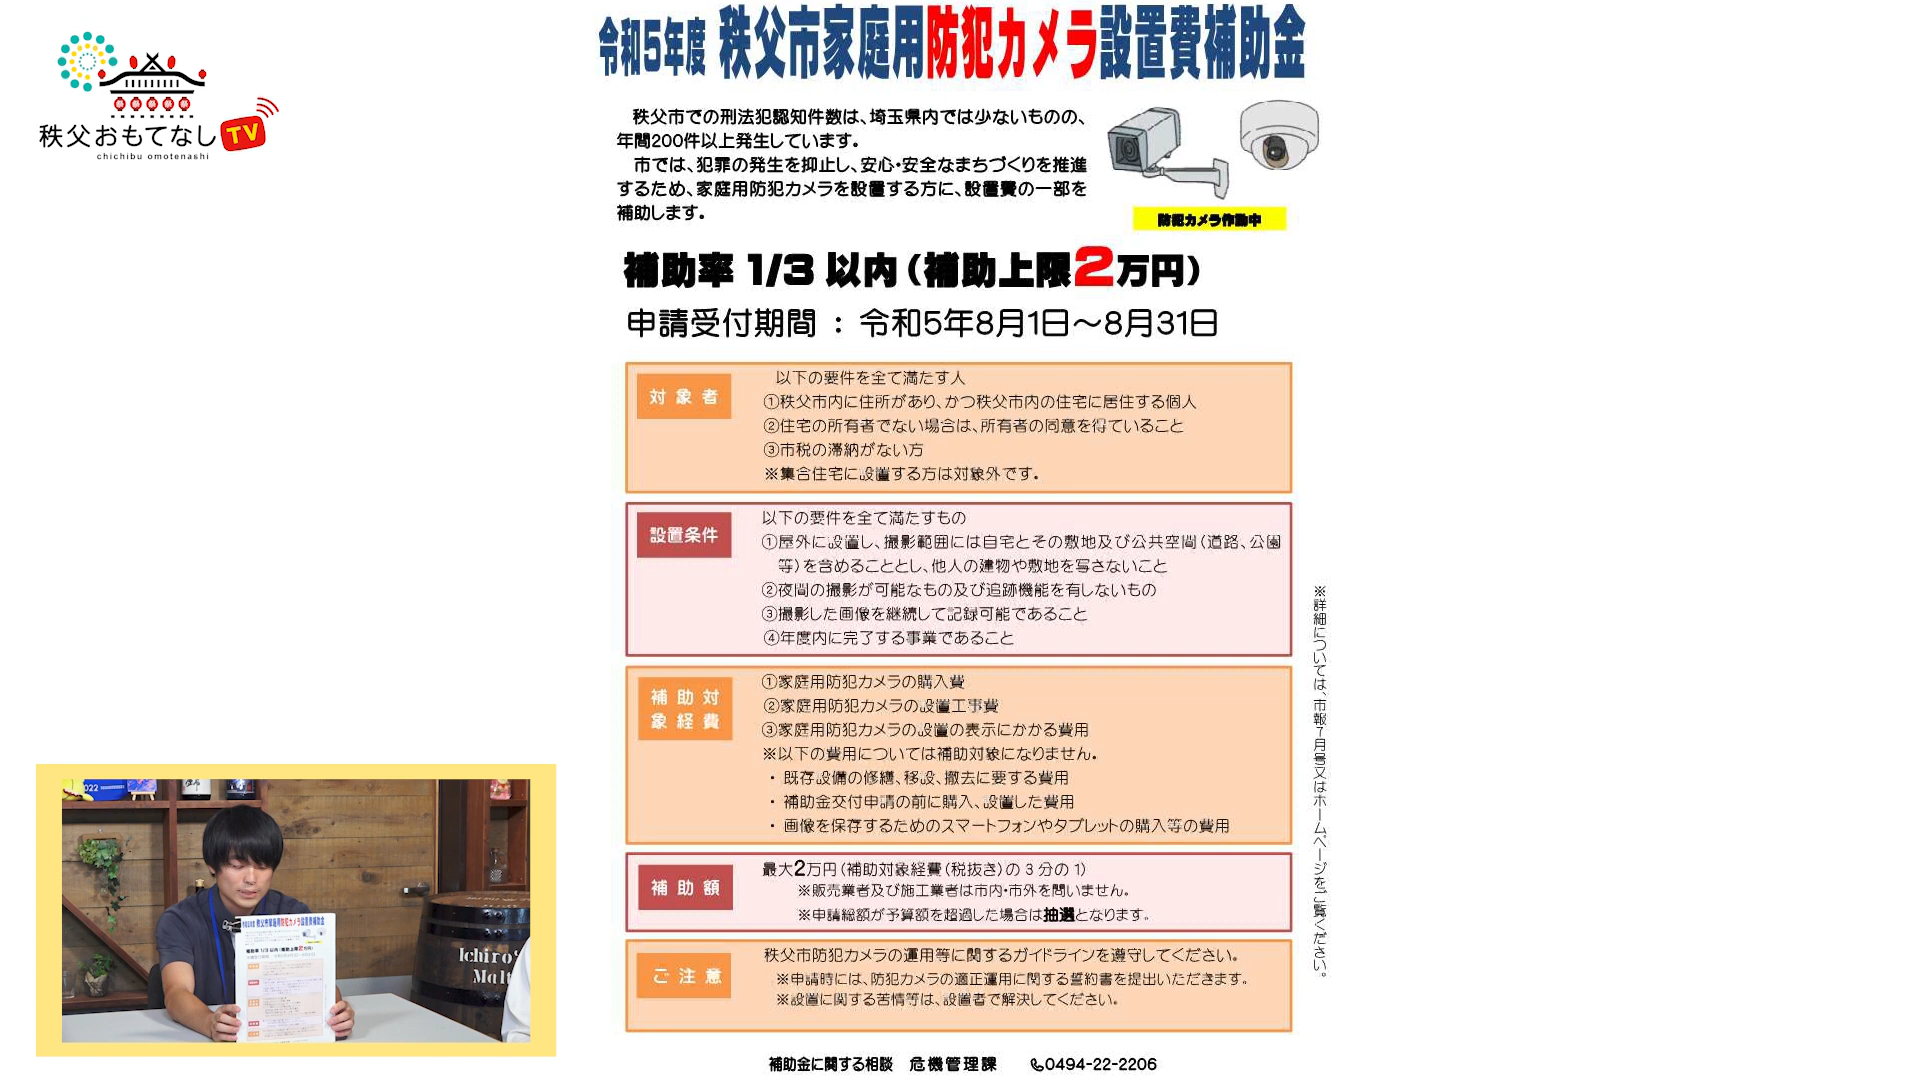 秩父おもてなし TV
chichibu omotenashi
令和5年度 秩父市家庭用防犯カメラ設置費補助金
秩父市での刑法犯認知件数は、埼玉県内では少ないものの、
年間200件以上発生しています。
市では、犯罪の発生を抑止し、安心・安全なまちづくりを推進
するため、家庭用防犯カメラを設置する方に、設置費の一部を
補助します。
防犯カメラ作動中
補助率 1/3 以内（補助上限2万円）
申請受付期間 : 令和5年8月1日～8月31日
対象者
以下の要件を全て満たす人
①秩父市内に住所があり、かつ秩父市内の住宅に居住する個人
②住宅の所有者でない場合は、所有者の同意を得ていること
③市税の滞納がない方
※集合住宅に設置する方は対象外です。
設置条件
以下の要件を全て満たすもの
①屋外に設置し、撮影範囲には自宅とその敷地及び公共空間（道路、公園
等）を含めることとし、他人の建物や敷地を写さないこと
②夜間の撮影が可能なもの及び追跡機能を有しないもの
③撮影した画像を継続して記録可能であること
④年度内に完了する事業であること
補助対
象経費
①家庭用防犯カメラの購入費
②家庭用防犯カメラの設置工事費
③家庭用防犯カメラの設置の表示にかかる費用
※以下の費用については補助対象になりません。
・ 既存設備の修繕、移設、撤去に要する費用
・ 補助金交付申請の前に購入、設置した費用
・ 画像を保存するためのスマートフォンやタブレットの購入等の費用
補助額
最大2万円（補助対象経費（税抜き）の3分の1）
※販売業者及び施工業者は市内・市外を問いません。
※申請総額が予算額を超過した場合は抽選となります。
ご注意
秩父市防犯カメラの運用等に関するガイドラインを遵守してください。
※申請時には、防犯カメラの適正運用に関する誓約書を提出いただきます。
※設置に関する苦情等は、設置者で解決してください。
※詳細については、市報7月号又はホームページをご覧ください。
補助金に関する相談 危機管理課 0494-22-2206
2022
秩父市家庭用防犯カメラ設置費補助金
補助率 1/3 以内（補助上限2万円）
Ichiro's
Malt